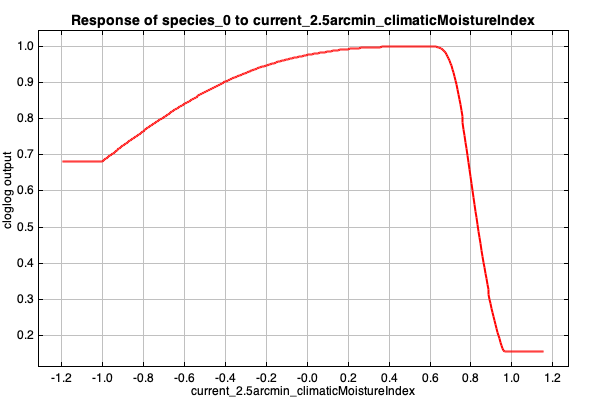 Response of species_0 to current_2.5arcmin_climaticMoistureIndex
1.0
0.9
0.8
0.7
0.6
0.5
0.4
0.3
0.2
cloglog output
-1.2 -1.0 -0.8 -0.6 -0.4 -0.2 -0.0 0.2 0.4 0.6 0.8 1.0 1.2
current_2.5arcmin_climaticMoistureIndex